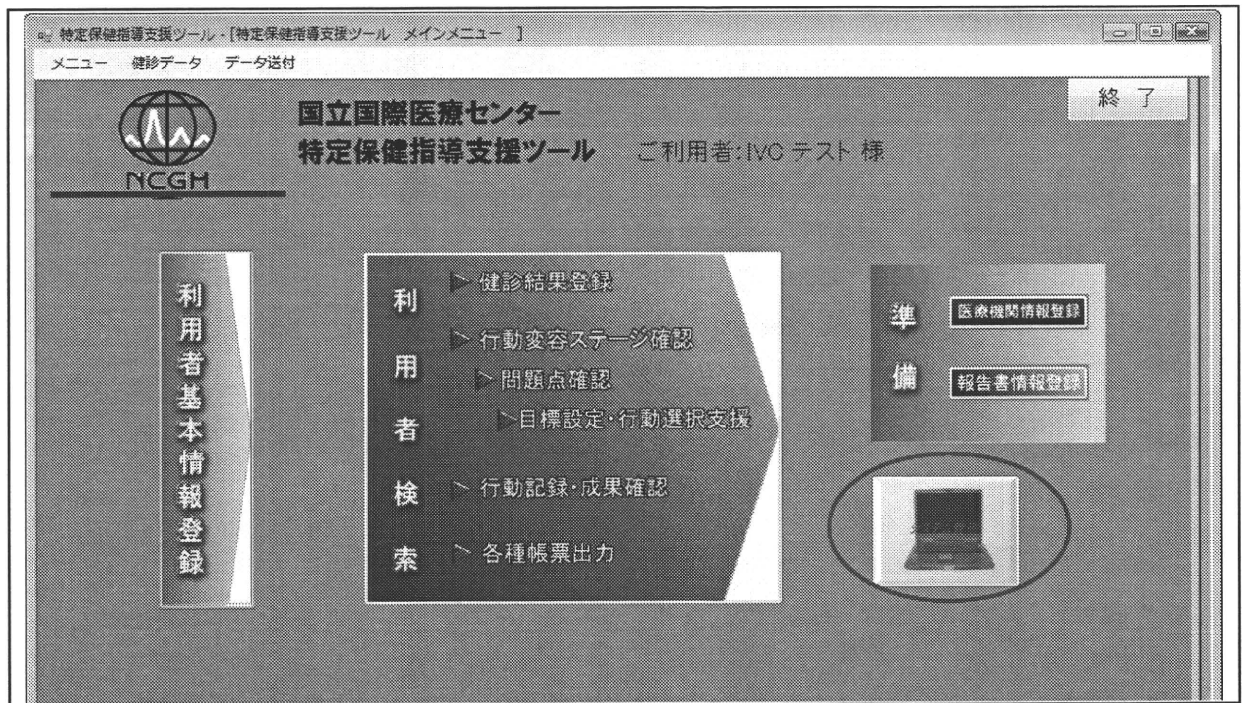 特定保健指導支援ツール - [特定保健指導支援ツール メインメニュー ]
メニュー 健診データ データ送付
終 了
NCGH
国立国際医療センター
特定保健指導支援ツール ご利用者:IVO テスト 様
利用者基本情報登録
利用者検索
健診結果登録
行動変容ステージ確認
問題点確認
目標設定・行動選択支援
行動記録・成果確認
各種帳票出力
準備
医療機関情報登録
報告書情報登録